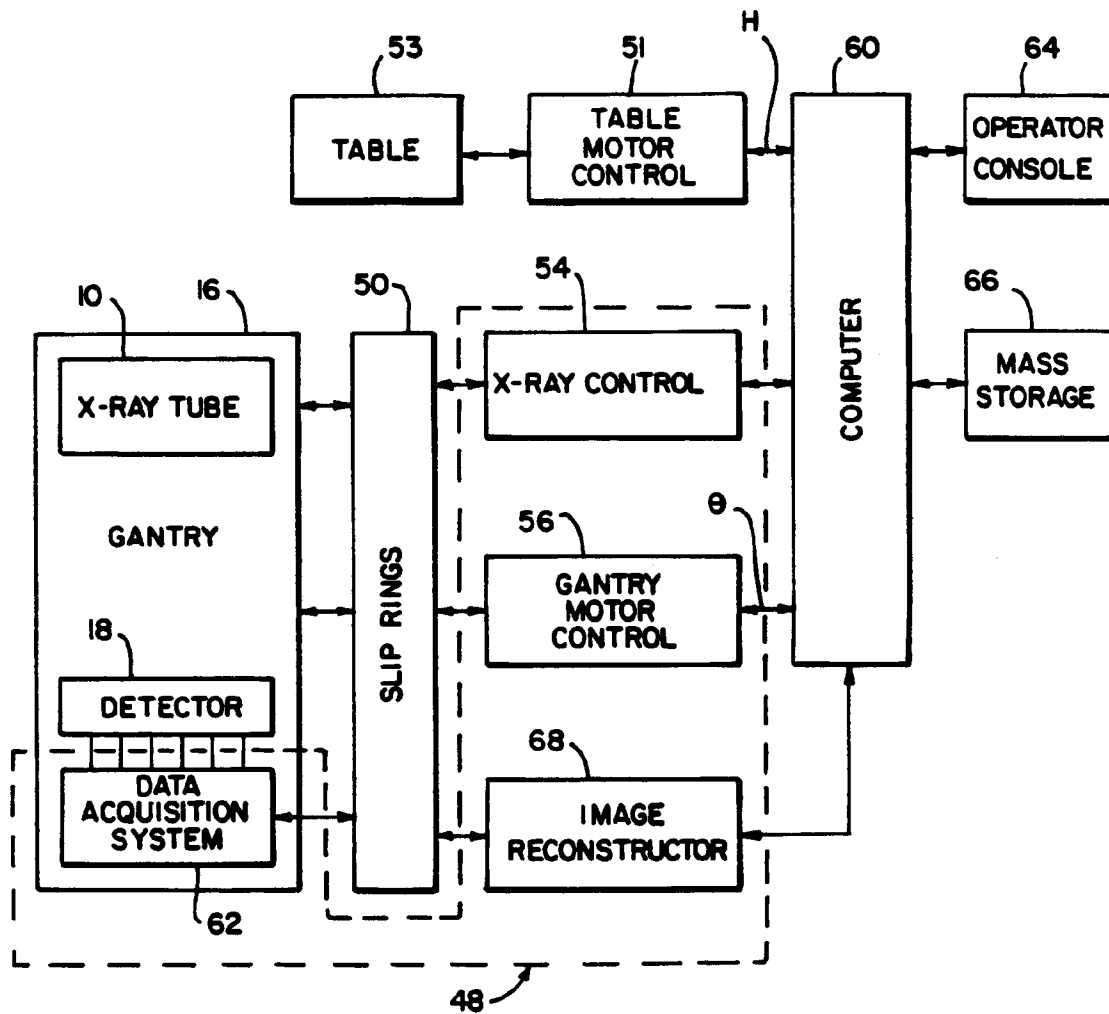 53
51
H
60
64
TABLE
TABLE
MOTOR
CONTROL
OPERATOR
CONSOLE
10
16
50
54
66
X-RAY TUBE
X-RAY CONTROL
COMPUTER
MASS
STORAGE
GANTRY
SLIP RINGS
56
θ
GANTRY
MOTOR
CONTROL
18
DETECTOR
68
DATA
ACQUISITION
SYSTEM
IMAGE
RECONSTRUCTOR
62
48